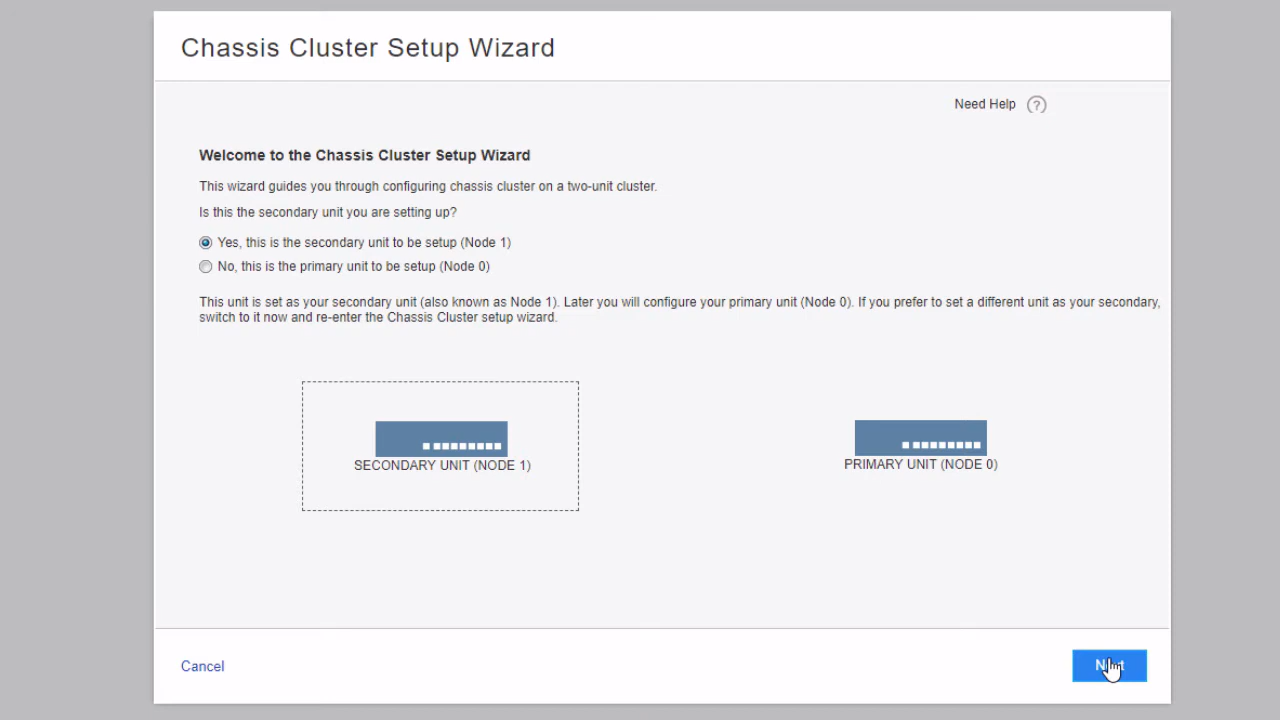 Chassis Cluster Setup Wizard
Need Help ?
Welcome to the Chassis Cluster Setup Wizard
This wizard guides you through configuring chassis cluster on a two-unit cluster.
Is this the secondary unit you are setting up?
Yes, this is the secondary unit to be setup (Node 1)
No, this is the primary unit to be setup (Node 0)
This unit is set as your secondary unit (also known as Node 1). Later you will configure your primary unit (Node 0). If you prefer to set a different unit as your secondary,
switch to it now and re-enter the Chassis Cluster setup wizard.
SECONDARY UNIT (NODE 1)
PRIMARY UNIT (NODE 0)
Cancel
Next